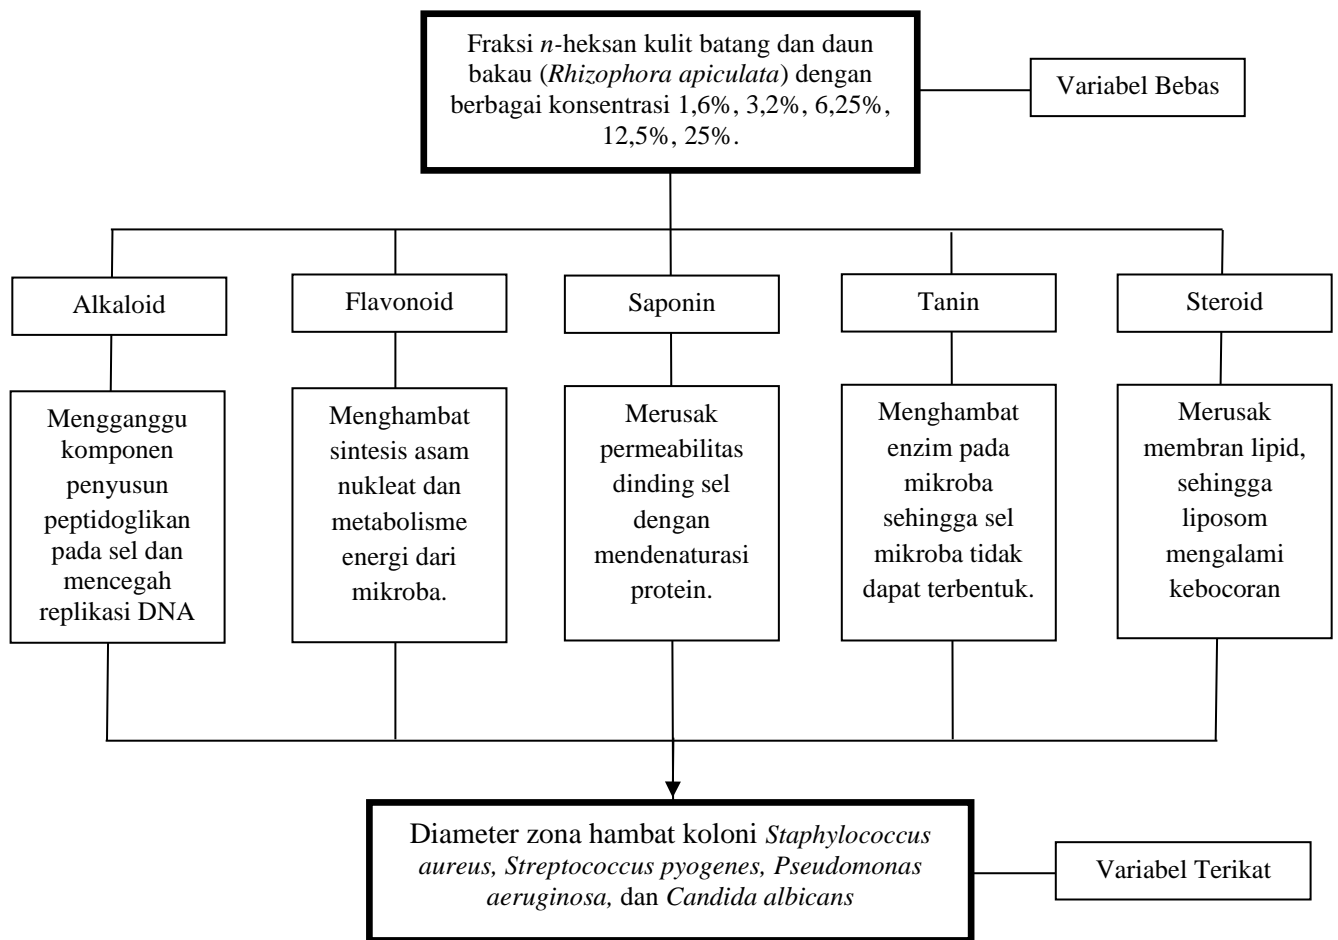 Fraksi n-heksan kulit batang dan daun
bakau (Rhizophora apiculata) dengan
berbagai konsentrasi 1,6%, 3,2%, 6,25%,
12,5%, 25%.
Variabel Bebas
Alkaloid
Flavonoid
Saponin
Tanin
Steroid
Mengganggu
komponen
penyusun
peptidoglikan
pada sel dan
mencegah
replikasi DNA
Menghambat
sintesis asam
nukleat dan
metabolisme
energi dari
mikroba.
Merusak
permeabilitas
dinding sel
dengan
mendenaturasi
protein.
Menghambat
enzim pada
mikroba
sehingga sel
mikroba tidak
dapat terbentuk.
Merusak
membran lipid,
sehingga
liposom
mengalami
kebocoran
Diameter zona hambat koloni Staphylococcus
aureus, Streptococcus pyogenes, Pseudomonas
aeruginosa, dan Candida albicans
Variabel Terikat